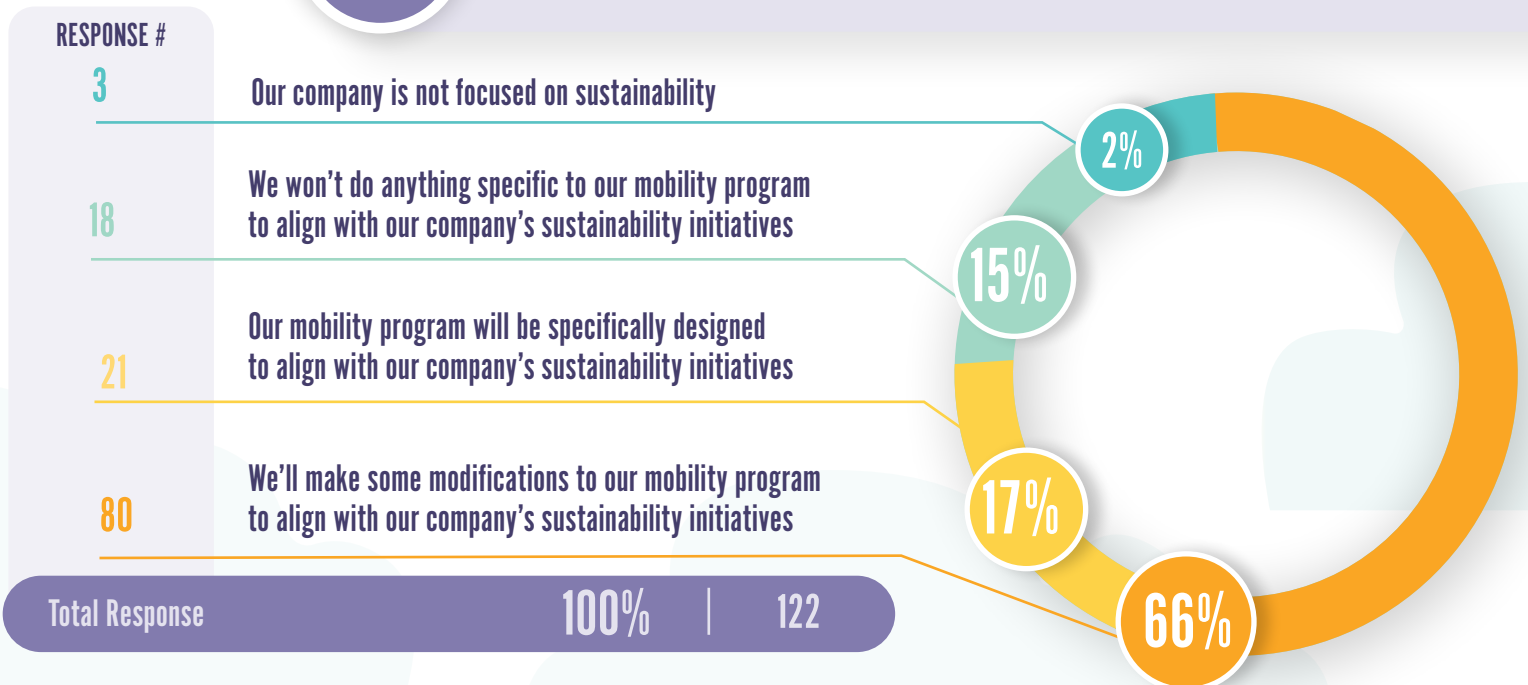 RESPONSE #
3
Our company is not focused on sustainability
2%
18
We won't do anything specific to our mobility program
to align with our company's sustainability initiatives
15%
21
Our mobility program will be specifically designed
to align with our company's sustainability initiatives
17%
80
We'll make some modifications to our mobility program
to align with our company's sustainability initiatives
66%
Total Response 100% | 122